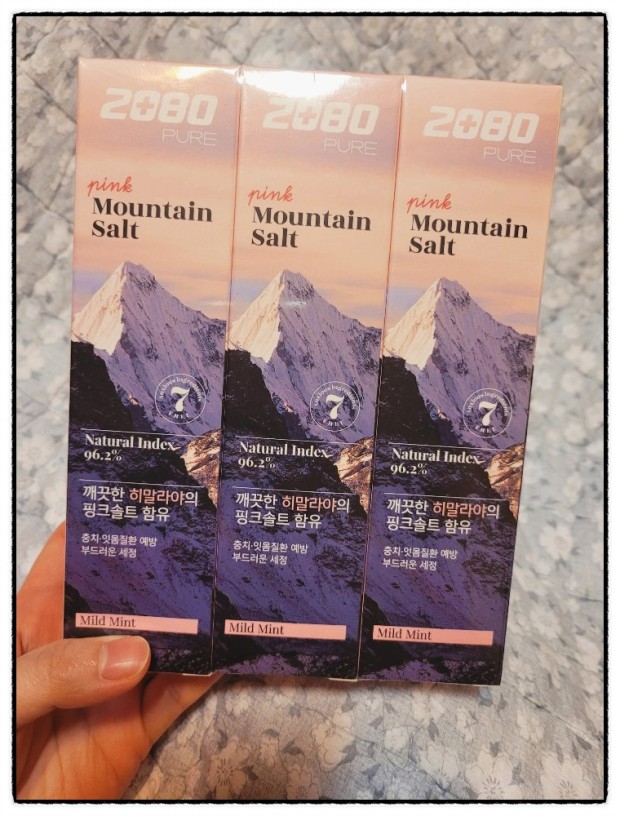 2080
PURE
pink
Mountain
Salt
7
FREE
Natural Index
96.2%
깨끗한 히말라야의
핑크솔트 함유
충치·잇몸질환 예방
부드러운 세정
Mild Mint
2080
PURE
pink
Mountain
Salt
7
FREE
Natural Index
96.2%
깨끗한 히말라야의
핑크솔트 함유
충치·잇몸질환 예방
부드러운 세정
Mild Mint
2080
PURE
pink
Mountain
Salt
7
FREE
Natural Index
96.2%
깨끗한 히말라야의
핑크솔트 함유
충치·잇몸질환 예방
부드러운 세정
Mild Mint